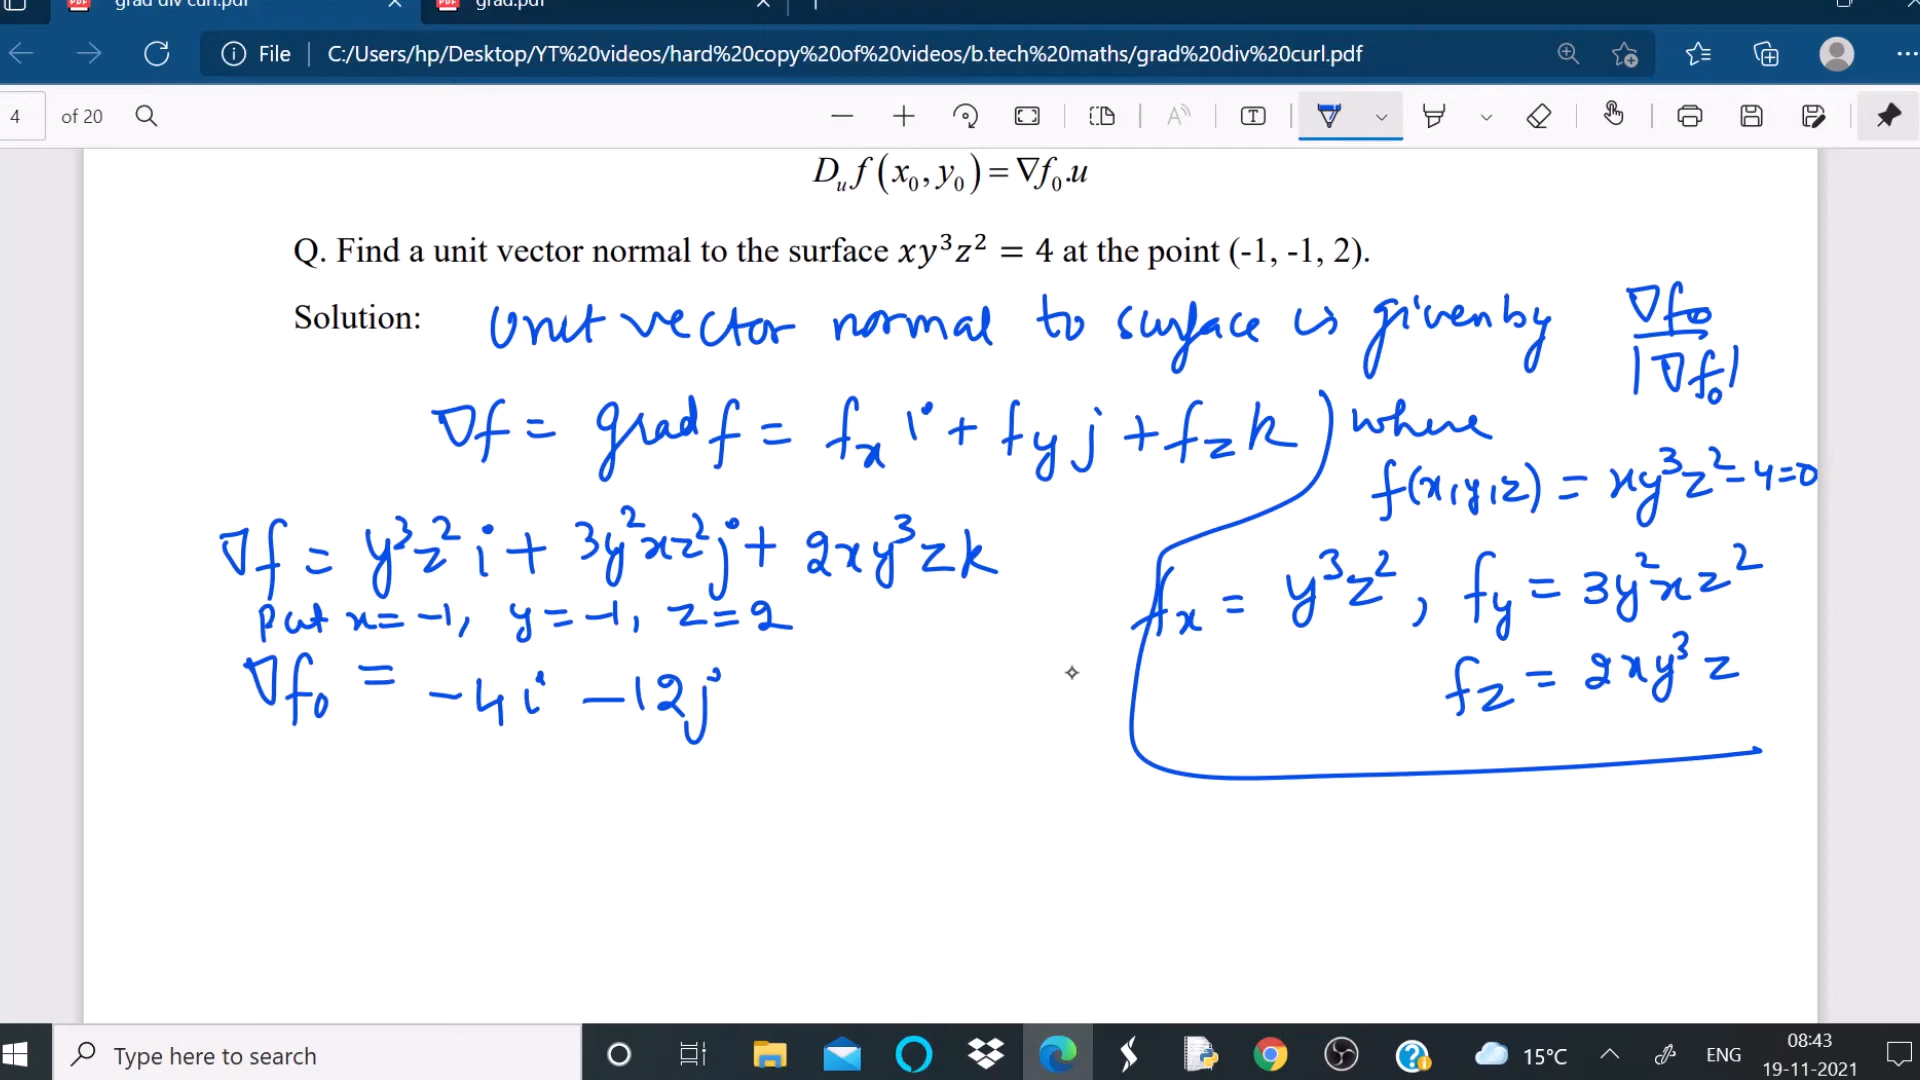 grad div curl.pdf
grad.pdf
File C:/Users/hp/Desktop/YT%20videos/hard%20copy%20of%20videos/b.tech%20maths/grad%20div%20curl.pdf
4 of 20
D_u f(x₀, y₀) = ∇f₀.u
Q. Find a unit vector normal to the surface xy³z² = 4 at the point (-1, -1, 2).
Solution: Unit vector normal to surface is given by ∇f₀ / |∇f₀|
∇f = grad f = f_x i + f_y j + f_z k ) where
f(x,y,z) = xy³z² - 4 = 0
∇f = y³z² i + 3y²xz² j + 2xy³z k
f_x = y³z², f_y = 3y²xz²
Put x = -1, y = -1, z = 2
f_z = 2xy³z
∇f₀ = -4i -12j
Type here to search
15°C
ENG
08:43
19-11-2021